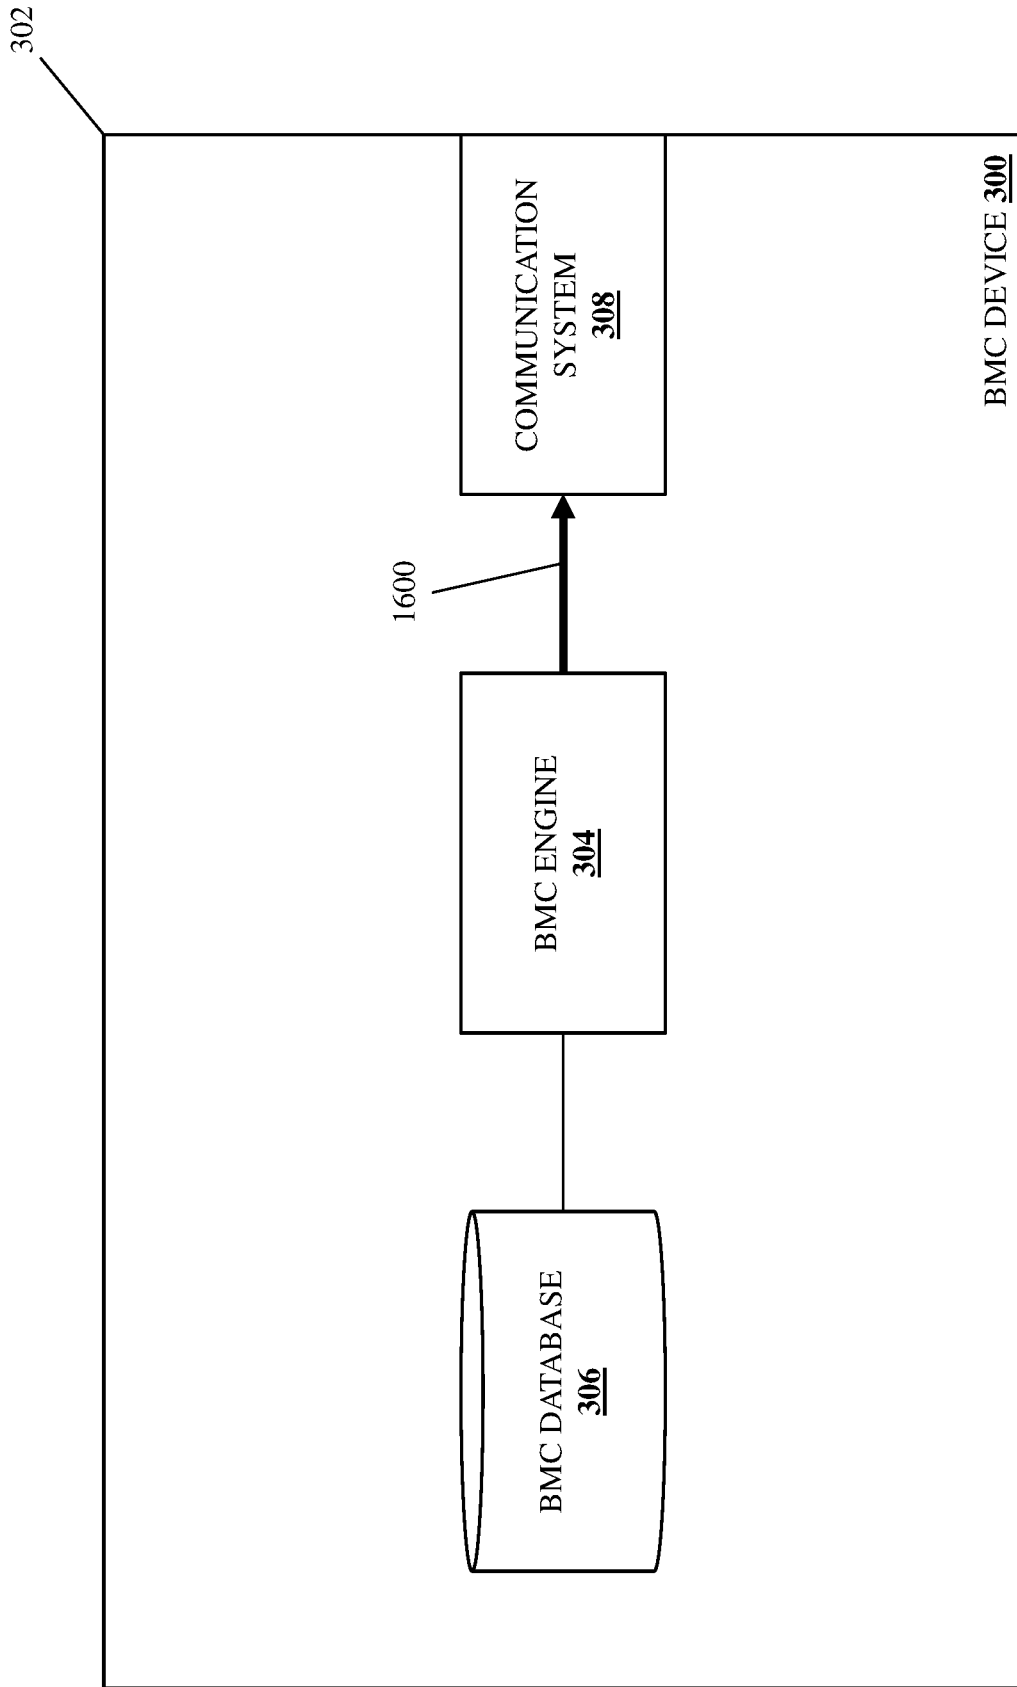 302
COMMUNICATION
SYSTEM
308
1600
BMC ENGINE
304
BMC DATABASE
306
BMC DEVICE 300